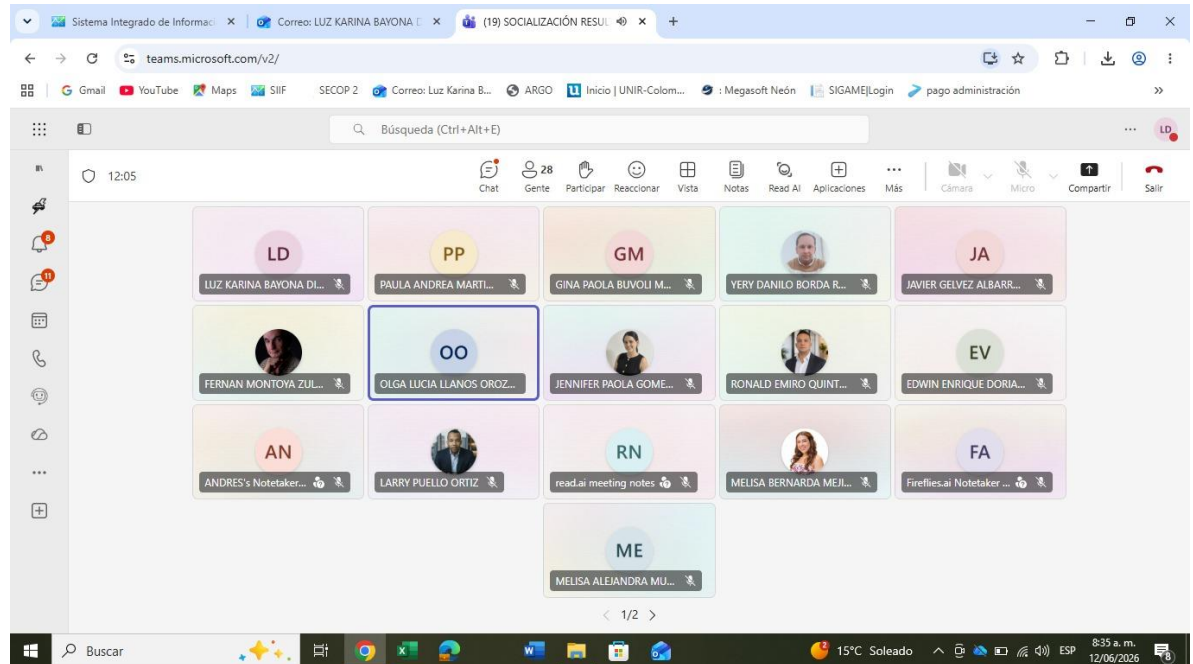 Sistema Integrado de Informaci
Correo: LUZ KARINA BAYONA D
(19) SOCIALIZACIÓN RESUL
teams.microsoft.com/v2/
Gmail YouTube Maps SIIF SECOP 2 Correo: Luz Karina B... ARGO Inicio | UNIR-Colom... : Megasoft Neón SIGAME|Login pago administración
Búsqueda (Ctrl+Alt+E)
LD
12:05
28
Chat Gente Participar Reaccionar Vista Notas Read AI Aplicaciones Más Cámara Micro Compartir Salir
8
11
LD PP GM JA
LUZ KARINA BAYONA DI... PAULA ANDREA MARTI... GINA PAOLA BUVOLI M... YERY DANILO BORDA R... JAVIER GELVEZ ALBARR...
OO EV
FERNAN MONTOYA ZUL... OLGA LUCIA LLANOS OROZ... JENNIFER PAOLA GOME... RONALD EMIRO QUINT... EDWIN ENRIQUE DORIA...
AN RN FA
ANDRES's Notetaker... LARRY PUELLO ORTIZ read.ai meeting notes MELISA BERNARDA MEJI... Fireflies.ai Notetaker ...
ME
MELISA ALEJANDRA MU...
1/2
Buscar
2
15°C Soleado
ESP
8:35 a. m.
12/06/2026
8